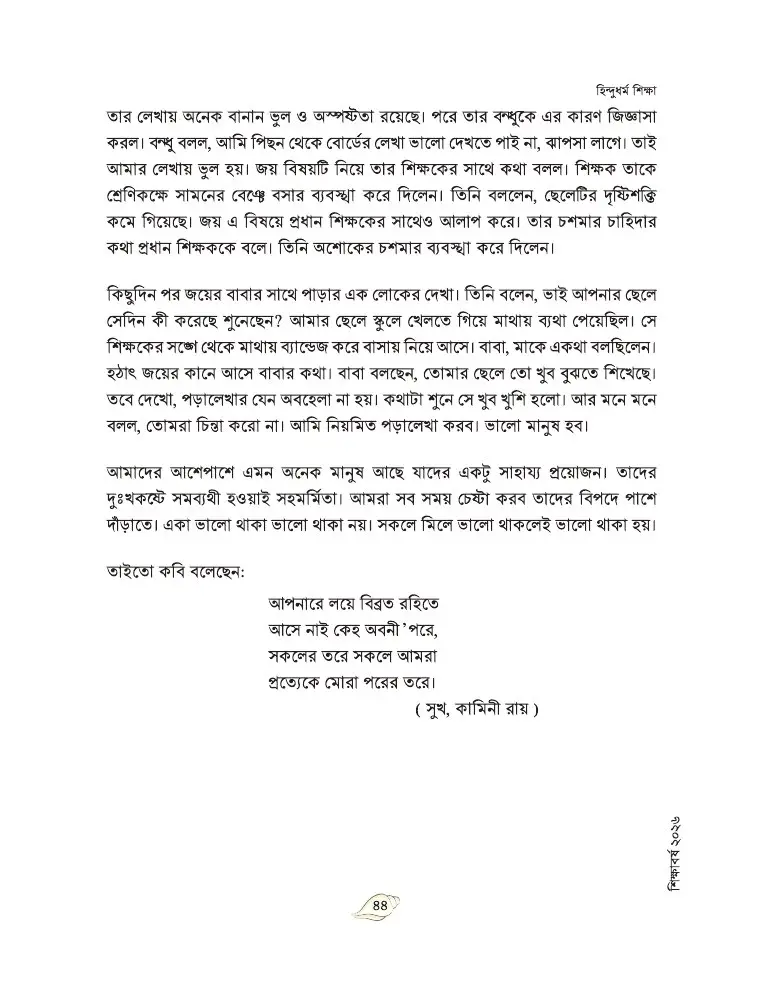 হিন্দুধর্ম শিক্ষা
তার লেখায় অনেক বানান ভুল ও অস্পষ্টতা রয়েছে। পরে তার বন্ধুকে এর কারণ জিজ্ঞাসা
করল। বন্ধু বলল, আমি পিছন থেকে বোর্ডের লেখা ভালো দেখতে পাই না, ঝাপসা লাগে। তাই
আমার লেখায় ভুল হয়। জয় বিষয়টি নিয়ে তার শিক্ষকের সাথে কথা বলল। শিক্ষক তাকে
শ্রেণিকক্ষে সামনের বেঞ্চে বসার ব্যবস্থা করে দিলেন। তিনি বললেন, ছেলেটির দৃষ্টিশক্তি
কমে গিয়েছে। জয় এ বিষয়ে প্রধান শিক্ষকের সাথেও আলাপ করে। তার চশমার চাহিদার
কথা প্রধান শিক্ষককে বলে। তিনি অশোকের চশমার ব্যবস্থা করে দিলেন।
কিছুদিন পর জয়ের বাবার সাথে পাড়ার এক লোকের দেখা। তিনি বলেন, ভাই আপনার ছেলে
সেদিন কী করেছে শুনেছেন? আমার ছেলে স্কুলে খেলতে গিয়ে মাথায় ব্যথা পেয়েছিল। সে
শিক্ষকের সঙ্গে থেকে মাথায় ব্যান্ডেজ করে বাসায় নিয়ে আসে। বাবা, মাকে একথা বলছিলেন।
হঠাৎ জয়ের কানে আসে বাবার কথা। বাবা বলছেন, তোমার ছেলে তো খুব বুঝতে শিখেছে।
তবে দেখো, পড়ালেখার যেন অবহেলা না হয়। কথাটা শুনে সে খুব খুশি হলো। আর মনে মনে
বলল, তোমরা চিন্তা করো না। আমি নিয়মিত পড়ালেখা করব। ভালো মানুষ হব।
আমাদের আশেপাশে এমন অনেক মানুষ আছে যাদের একটু সাহায্য প্রয়োজন। তাদের
দুঃখকষ্টে সমব্যথী হওয়াই সহমর্মিতা। আমরা সব সময় চেষ্টা করব তাদের বিপদে পাশে
দাঁড়াতে। একা ভালো থাকা ভালো থাকা নয়। সকলে মিলে ভালো থাকলেই ভালো থাকা হয়।
তাইতো কবি বলেছেন:
আপনারে লয়ে বিব্রত রহিতে
আসে নাই কেহ অবনী 'পরে,
সকলের তরে সকলে আমরা
প্রত্যেকে মোরা পরের তরে।
( সুখ, কামিনী রায় )
শিক্ষাবর্ষ ২০২৬
88